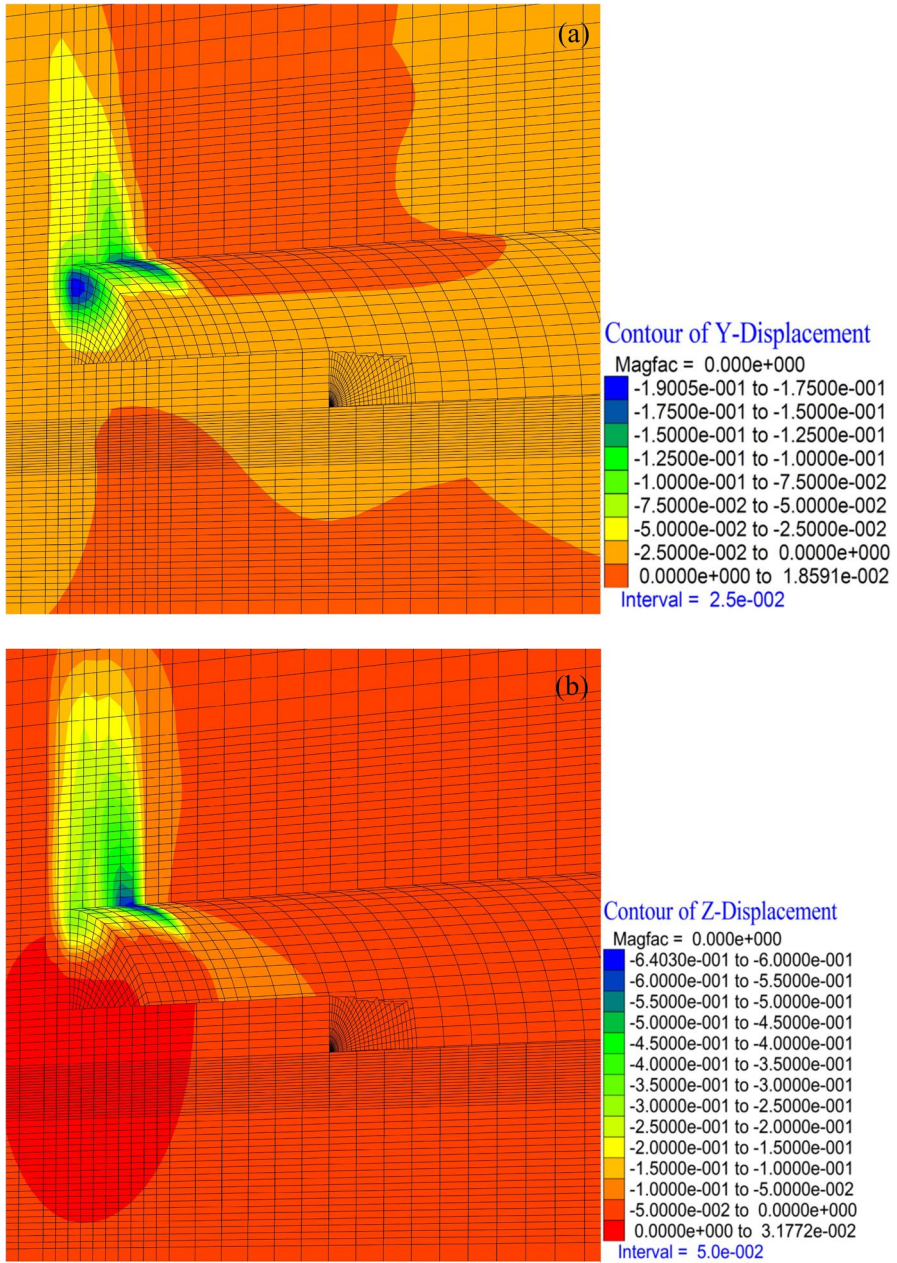 (a)
Contour of Y-Displacement
Magfac = 0.000e+000
-1.9005e-001 to -1.7500e-001
-1.7500e-001 to -1.5000e-001
-1.5000e-001 to -1.2500e-001
-1.2500e-001 to -1.0000e-001
-1.0000e-001 to -7.5000e-002
-7.5000e-002 to -5.0000e-002
-5.0000e-002 to -2.5000e-002
-2.5000e-002 to 0.0000e+000
0.0000e+000 to 1.8591e-002
Interval = 2.5e-002
(b)
Contour of Z-Displacement
Magfac = 0.000e+000
-6.4030e-001 to -6.0000e-001
-6.0000e-001 to -5.5000e-001
-5.5000e-001 to -5.0000e-001
-5.0000e-001 to -4.5000e-001
-4.5000e-001 to -4.0000e-001
-4.0000e-001 to -3.5000e-001
-3.5000e-001 to -3.0000e-001
-3.0000e-001 to -2.5000e-001
-2.5000e-001 to -2.0000e-001
-2.0000e-001 to -1.5000e-001
-1.5000e-001 to -1.0000e-001
-1.0000e-001 to -5.0000e-002
-5.0000e-002 to 0.0000e+000
0.0000e+000 to 3.1772e-002
Interval = 5.0e-002